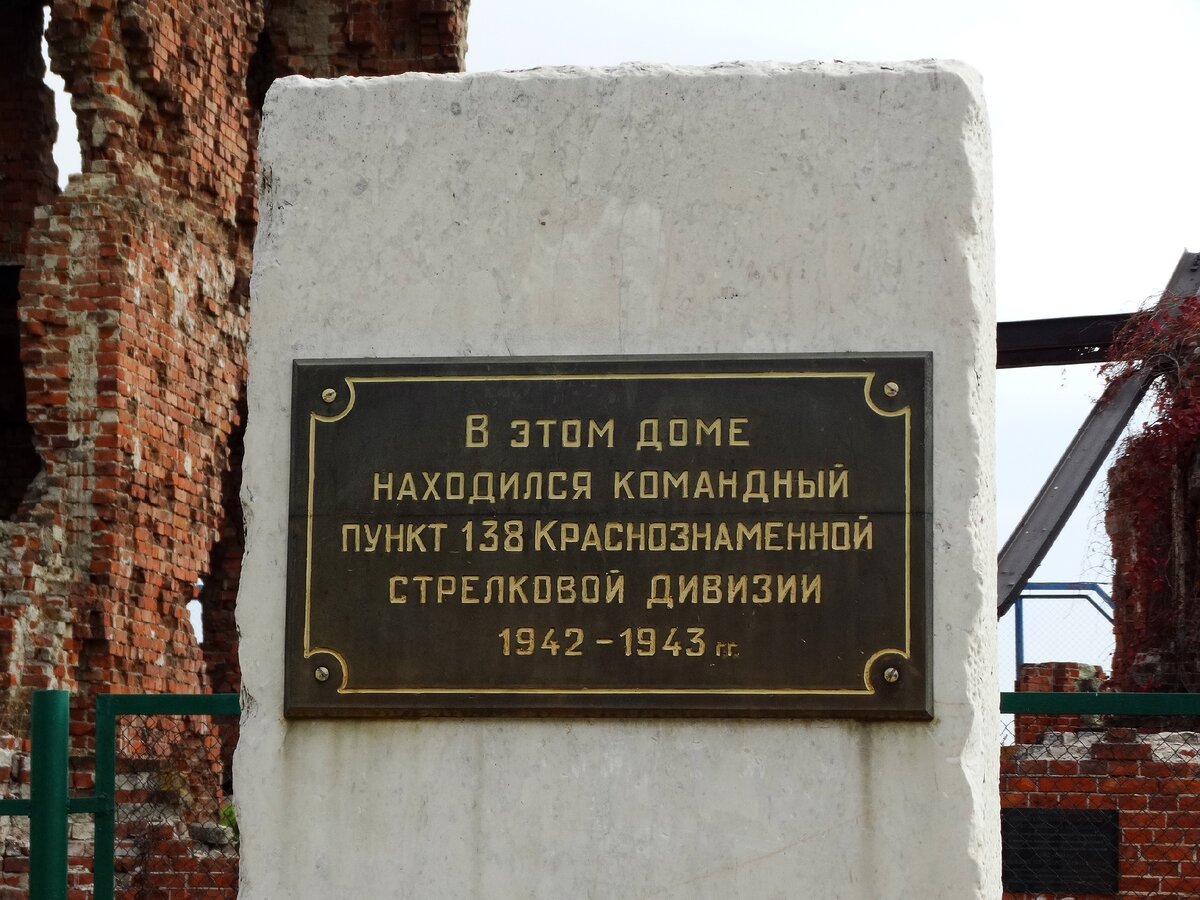 В ЭТОМ ДОМЕ
НАХОДИЛСЯ КОМАНДНЫЙ
ПУНКТ 138 КРАСНОЗНАМЕННОЙ
СТРЕЛКОВОЙ ДИВИЗИИ
1942-1943 гг.